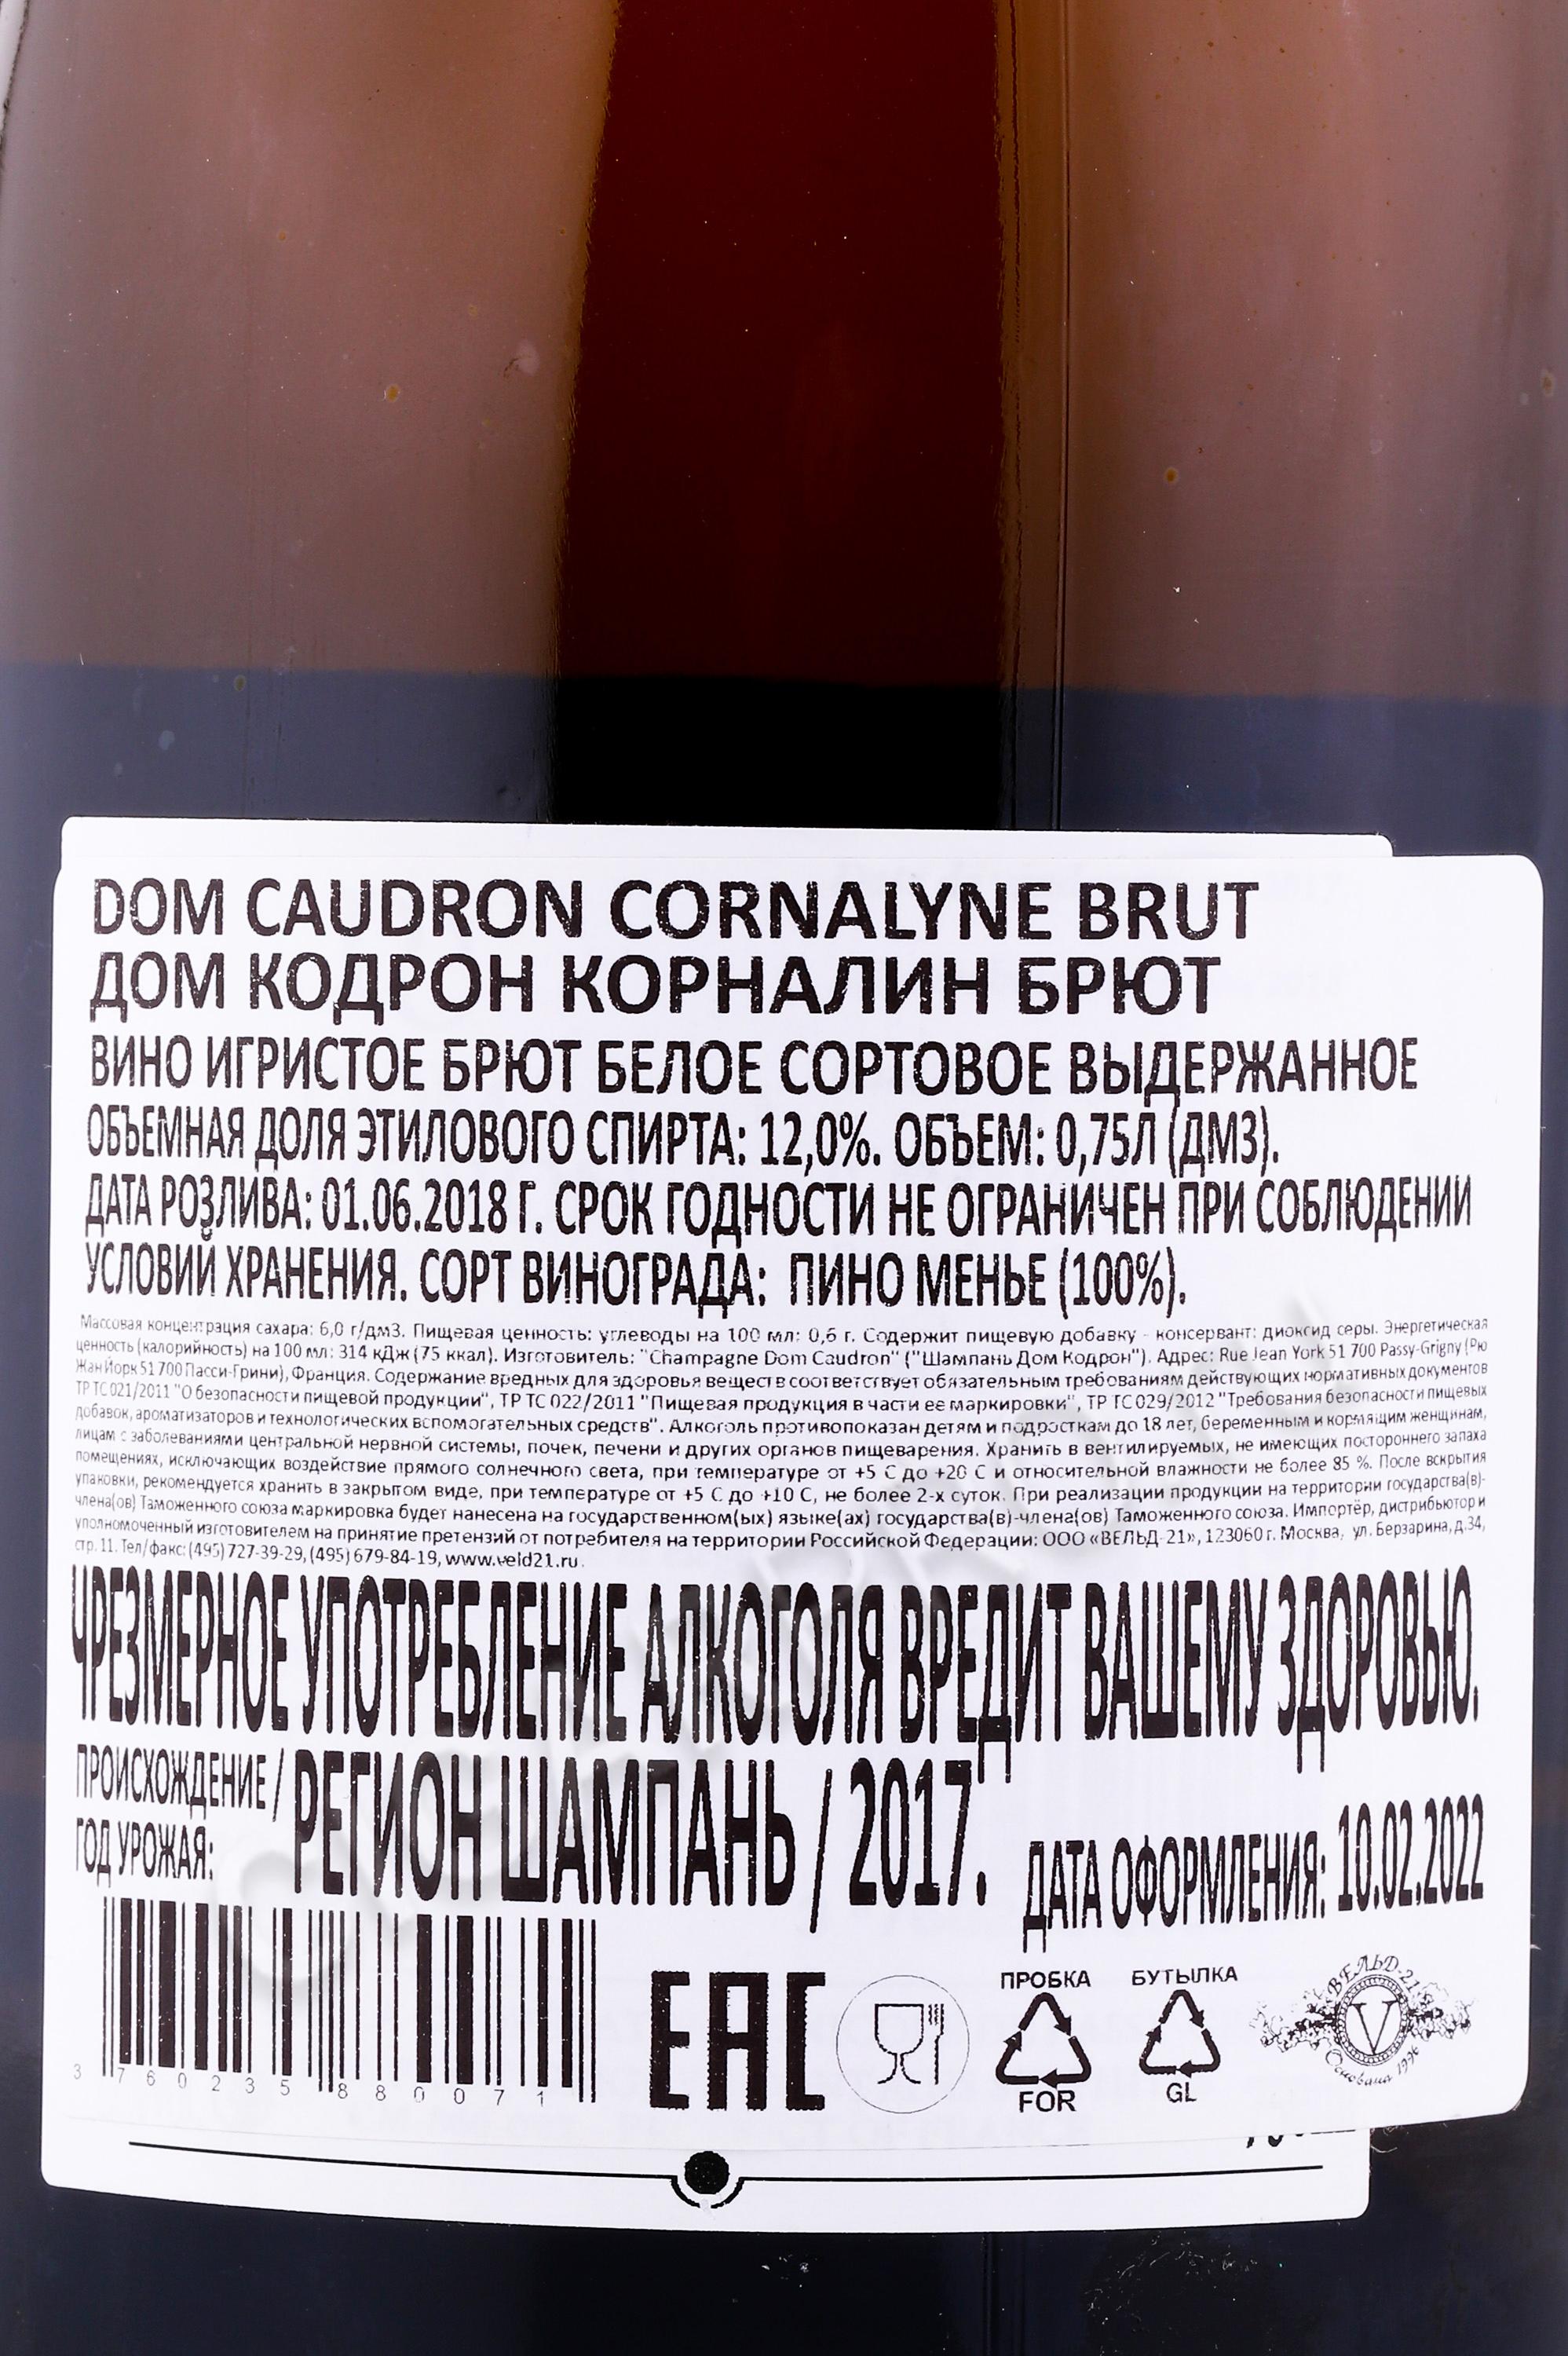 DOM CAUDRON CORNALYNE BRUT
ДОМ КОДРОН КОРНАЛИН БРЮТ
ВИНО ИГРИСТОЕ БРЮТ БЕЛОЕ СОРТОВОЕ ВЫДЕРЖАННОЕ
ОБЪЕМНАЯ ДОЛЯ ЭТИЛОВОГО СПИРТА: 12,0%. ОБЪЕМ: 0,75Л (ДМ3).
ДАТА РОЗЛИВА: 01.06.2018 Г. СРОК ГОДНОСТИ НЕ ОГРАНИЧЕН ПРИ СОБЛЮДЕНИИ
УСЛОВИЙ ХРАНЕНИЯ. СОРТ ВИНОГРАДА: ПИНО МЕНЬЕ (100%).
Массовая концентрация сахара: 6,0 г/дм3. Пищевая ценность: углеводы на 100 мл: 0,6 г. Содержит пищевую добавку - консервант: диоксид серы. Энергетическая
ценность (калорийность) на 100 мл: 314 кДж (75 ккал). Изготовитель: "Champagne Dom Caudron" ("Шампань Дом Кодрон"). Адрес: Rue Jean York 51 700 Passy-Grigny (Рю
Жан Йорк 51 700 Пасси-Грини), Франция. Содержание вредных для здоровья веществ соответствует обязательным требованиям действующих нормативных документов
ТР ТС 021/2011 "О безопасности пищевой продукции", ТР ТС 022/2011 "Пищевая продукция в части ее маркировки", ТР ТС 029/2012 "Требования безопасности пищевых
добавок, ароматизаторов и технологических вспомогательных средств". Алкоголь противопоказан детям и подросткам до 18 лет, беременным и кормящим женщинам,
лицам с заболеваниями центральной нервной системы, почек, печени и других органов пищеварения. Хранить в вентилируемых, не имеющих постороннего запаха
помещениях, исключающих воздействие прямого солнечного света, при температуре от +5 С до +20 С и относительной влажности не более 85 %. После вскрытия
упаковки, рекомендуется хранить в закрытом виде, при температуре от +5 С до +10 С, не более 2-х суток. При реализации продукции на территории государства(в)-
члена(ов) Таможенного союза маркировка будет нанесена на государственном(ых) языке(ах) государства(в)-члена(ов) Таможенного союза. Импортёр, дистрибьютор и
уполномоченный изготовителем на принятие претензий от потребителя на территории Российской Федерации: ООО «ВЕЛЬД-21», 123060 г. Москва, ул. Берзарина, д.34,
стр. 11. Тел/факс: (495) 727-39-29, (495) 679-84-19, www.veld21.ru.
ЧРЕЗМЕРНОЕ УПОТРЕБЛЕНИЕ АЛКОГОЛЯ ВРЕДИТ ВАШЕМУ ЗДОРОВЬЮ.
ПРОИСХОЖДЕНИЕ /
ГОД УРОЖАЯ:
РЕГИОН ШАМПАНЬ / 2017.
ДАТА ОФОРМЛЕНИЯ: 10.02.2022
3 760235 880071
EAC
ПРОБКА
FOR
БУТЫЛКА
GL
ВЕЛЬД-21
V
Основана 1996